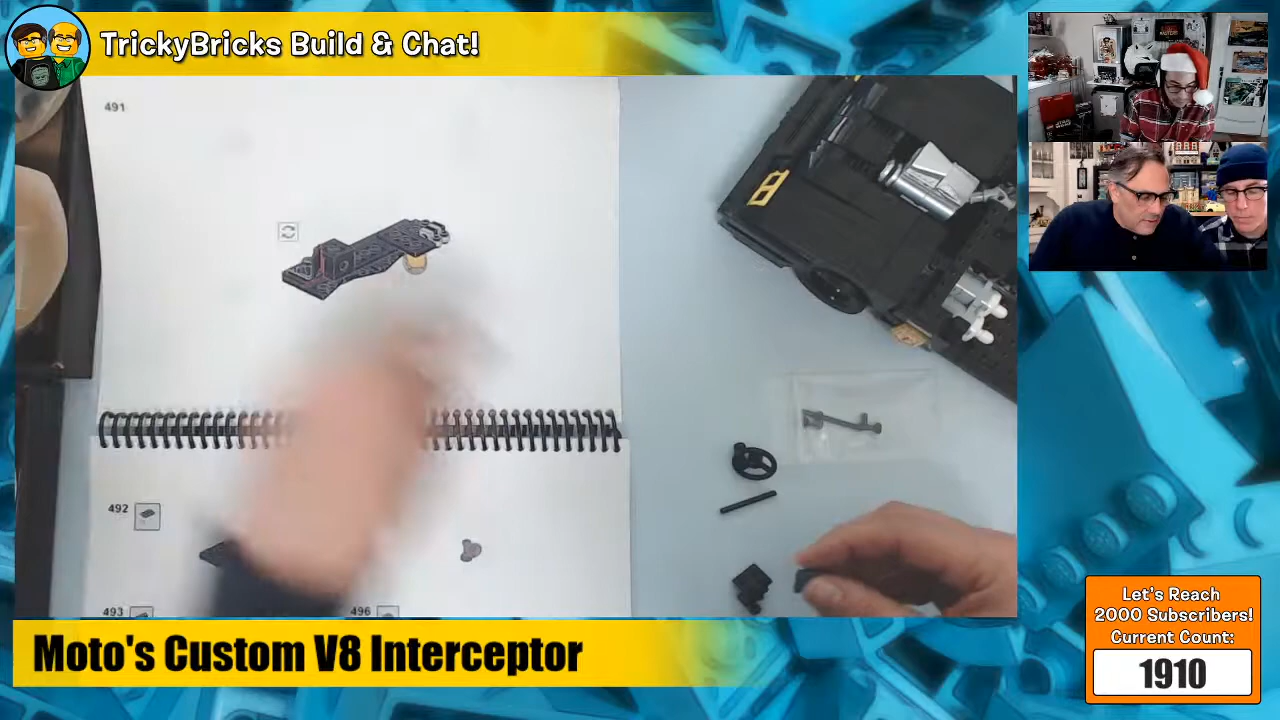 TrickyBricks Build & Chat!
491
492
493
496
Moto's Custom V8 Interceptor
Let's Reach
2000 Subscribers!
Current Count:
1910